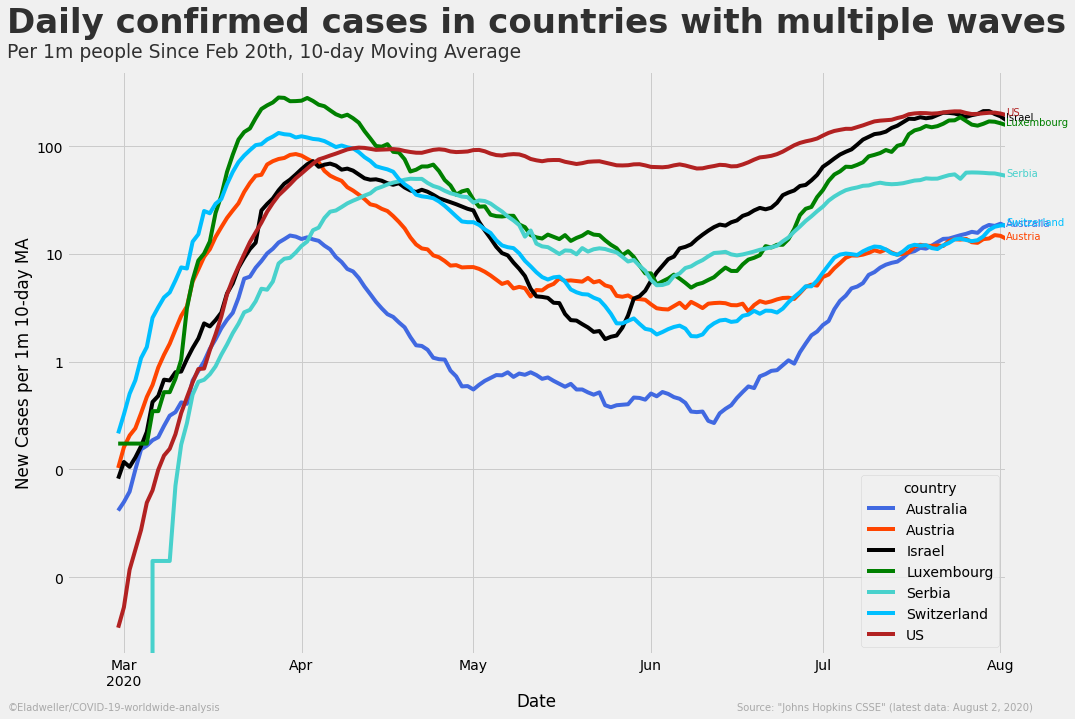 Daily confirmed cases in countries with multiple waves
Per 1m people Since Feb 20th, 10-day Moving Average
New Cases per 1m 10-day MA
100
10
1
0
0
US
Israel
Luxembourg
Serbia
Switzerland
Australia
Austria
country
Australia
Austria
Israel
Luxembourg
Serbia
Switzerland
US
Mar Apr May Jun Jul Aug
2020
Date
©Eladweller/COVID-19-worldwide-analysis
Source: "Johns Hopkins CSSE" (latest data: August 2, 2020)